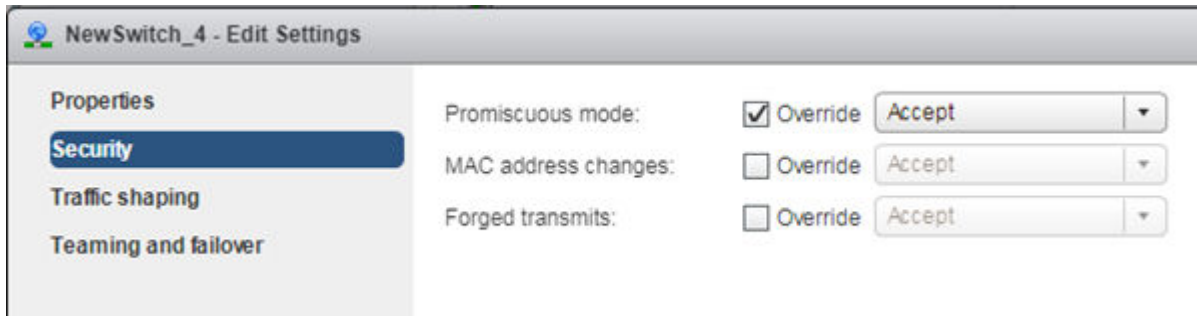 NewSwitch_4 - Edit Settings
Properties
Security
Traffic shaping
Teaming and failover
Promiscuous mode: Override Accept
MAC address changes: Override Accept
Forged transmits: Override Accept